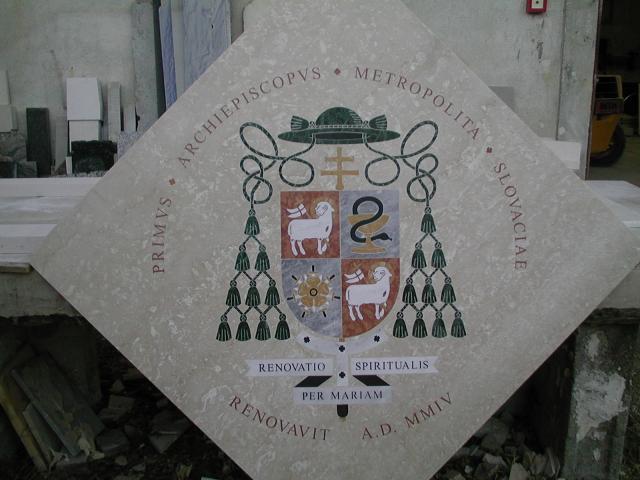 PRIMVS ◆ ARCHIEPISCOPVS ◆ METROPOLITA ◆ SLOVACIAE
RENOVATIO SPIRITUALIS
PER MARIAM
RENOVAVIT A.D. MMIV